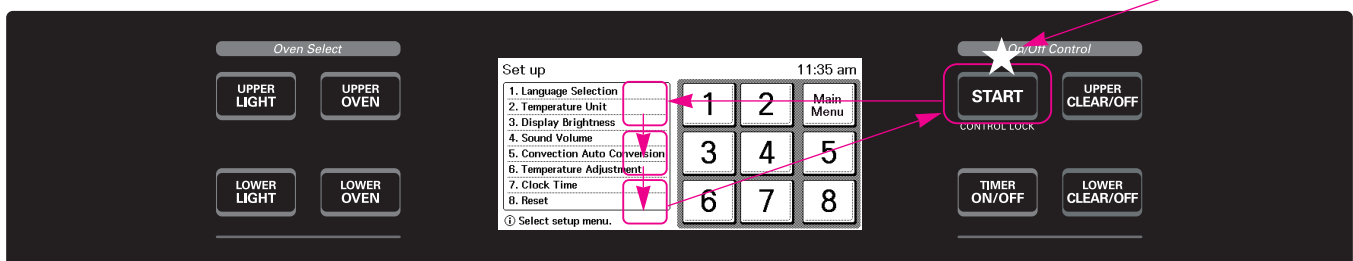 Oven Select
UPPER LIGHT
UPPER OVEN
LOWER LIGHT
LOWER OVEN
Set up 11:35 am
1. Language Selection
2. Temperature Unit
3. Display Brightness
4. Sound Volume
5. Convection Auto Conversion
6. Temperature Adjustment
7. Clock Time
8. Reset
ⓘ Select setup menu.
1 2 Main Menu
3 4 5
6 7 8
On/Off Control
START
CONTROL LOCK
UPPER CLEAR/OFF
TIMER ON/OFF
LOWER CLEAR/OFF